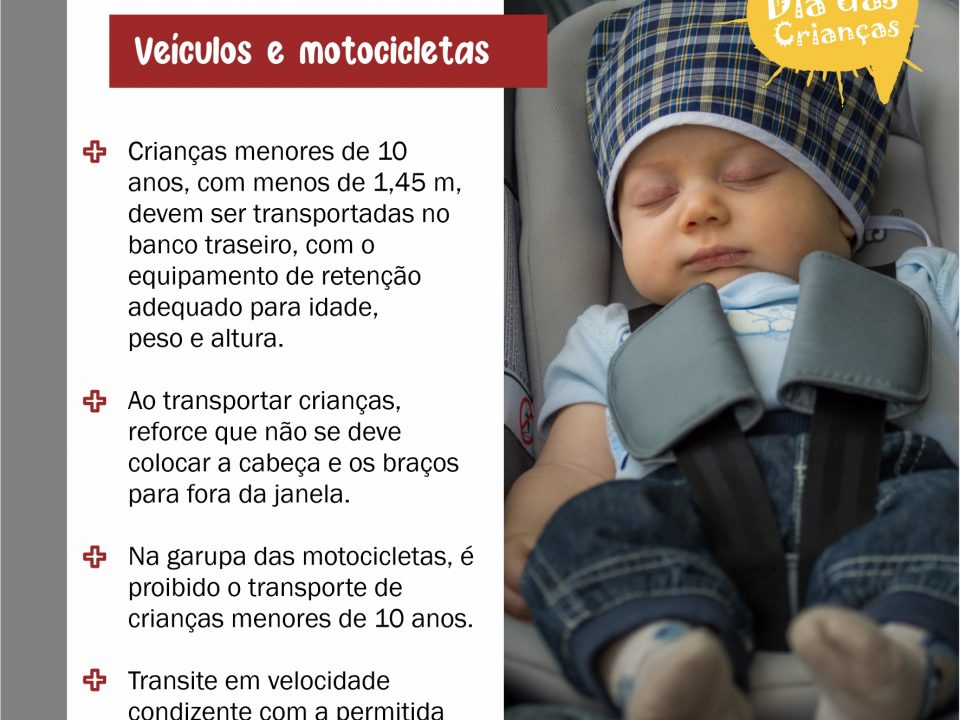 Dia das
Crianças
Veículos e motocicletas
Crianças menores de 10
anos, com menos de 1,45 m,
devem ser transportadas no
banco traseiro, com o
equipamento de retenção
adequado para idade,
peso e altura.
Ao transportar crianças,
reforce que não se deve
colocar a cabeça e os braços
para fora da janela.
Na garupa das motocicletas, é
proibido o transporte de
crianças menores de 10 anos.
Transite em velocidade
condizente com a permitida